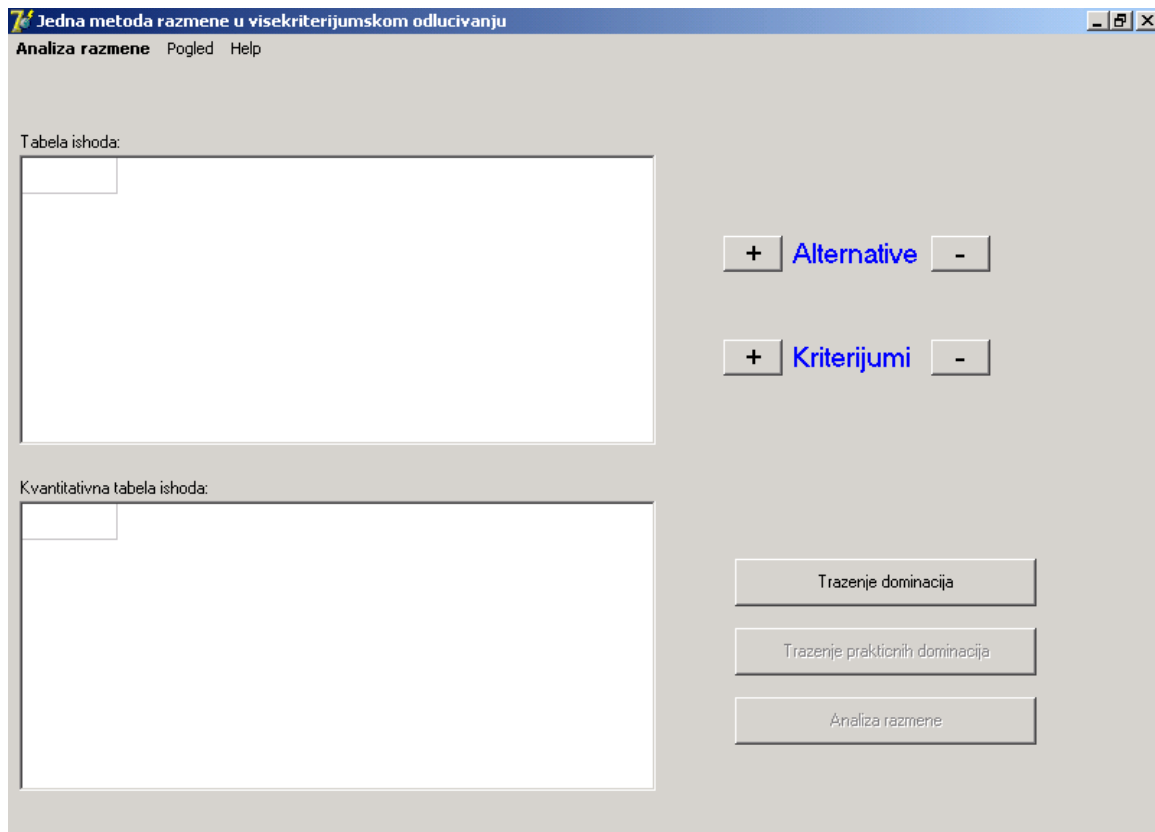 Jedna metoda razmene u visekriterijumskom odlucivanju
Analiza razmene Pogled Help
Tabela ishoda:
+ Alternative -
+ Kriterijumi -
Kvantitativna tabela ishoda:
Trazenje dominacija
Trazenje prakticnih dominacija
Analiza razmene